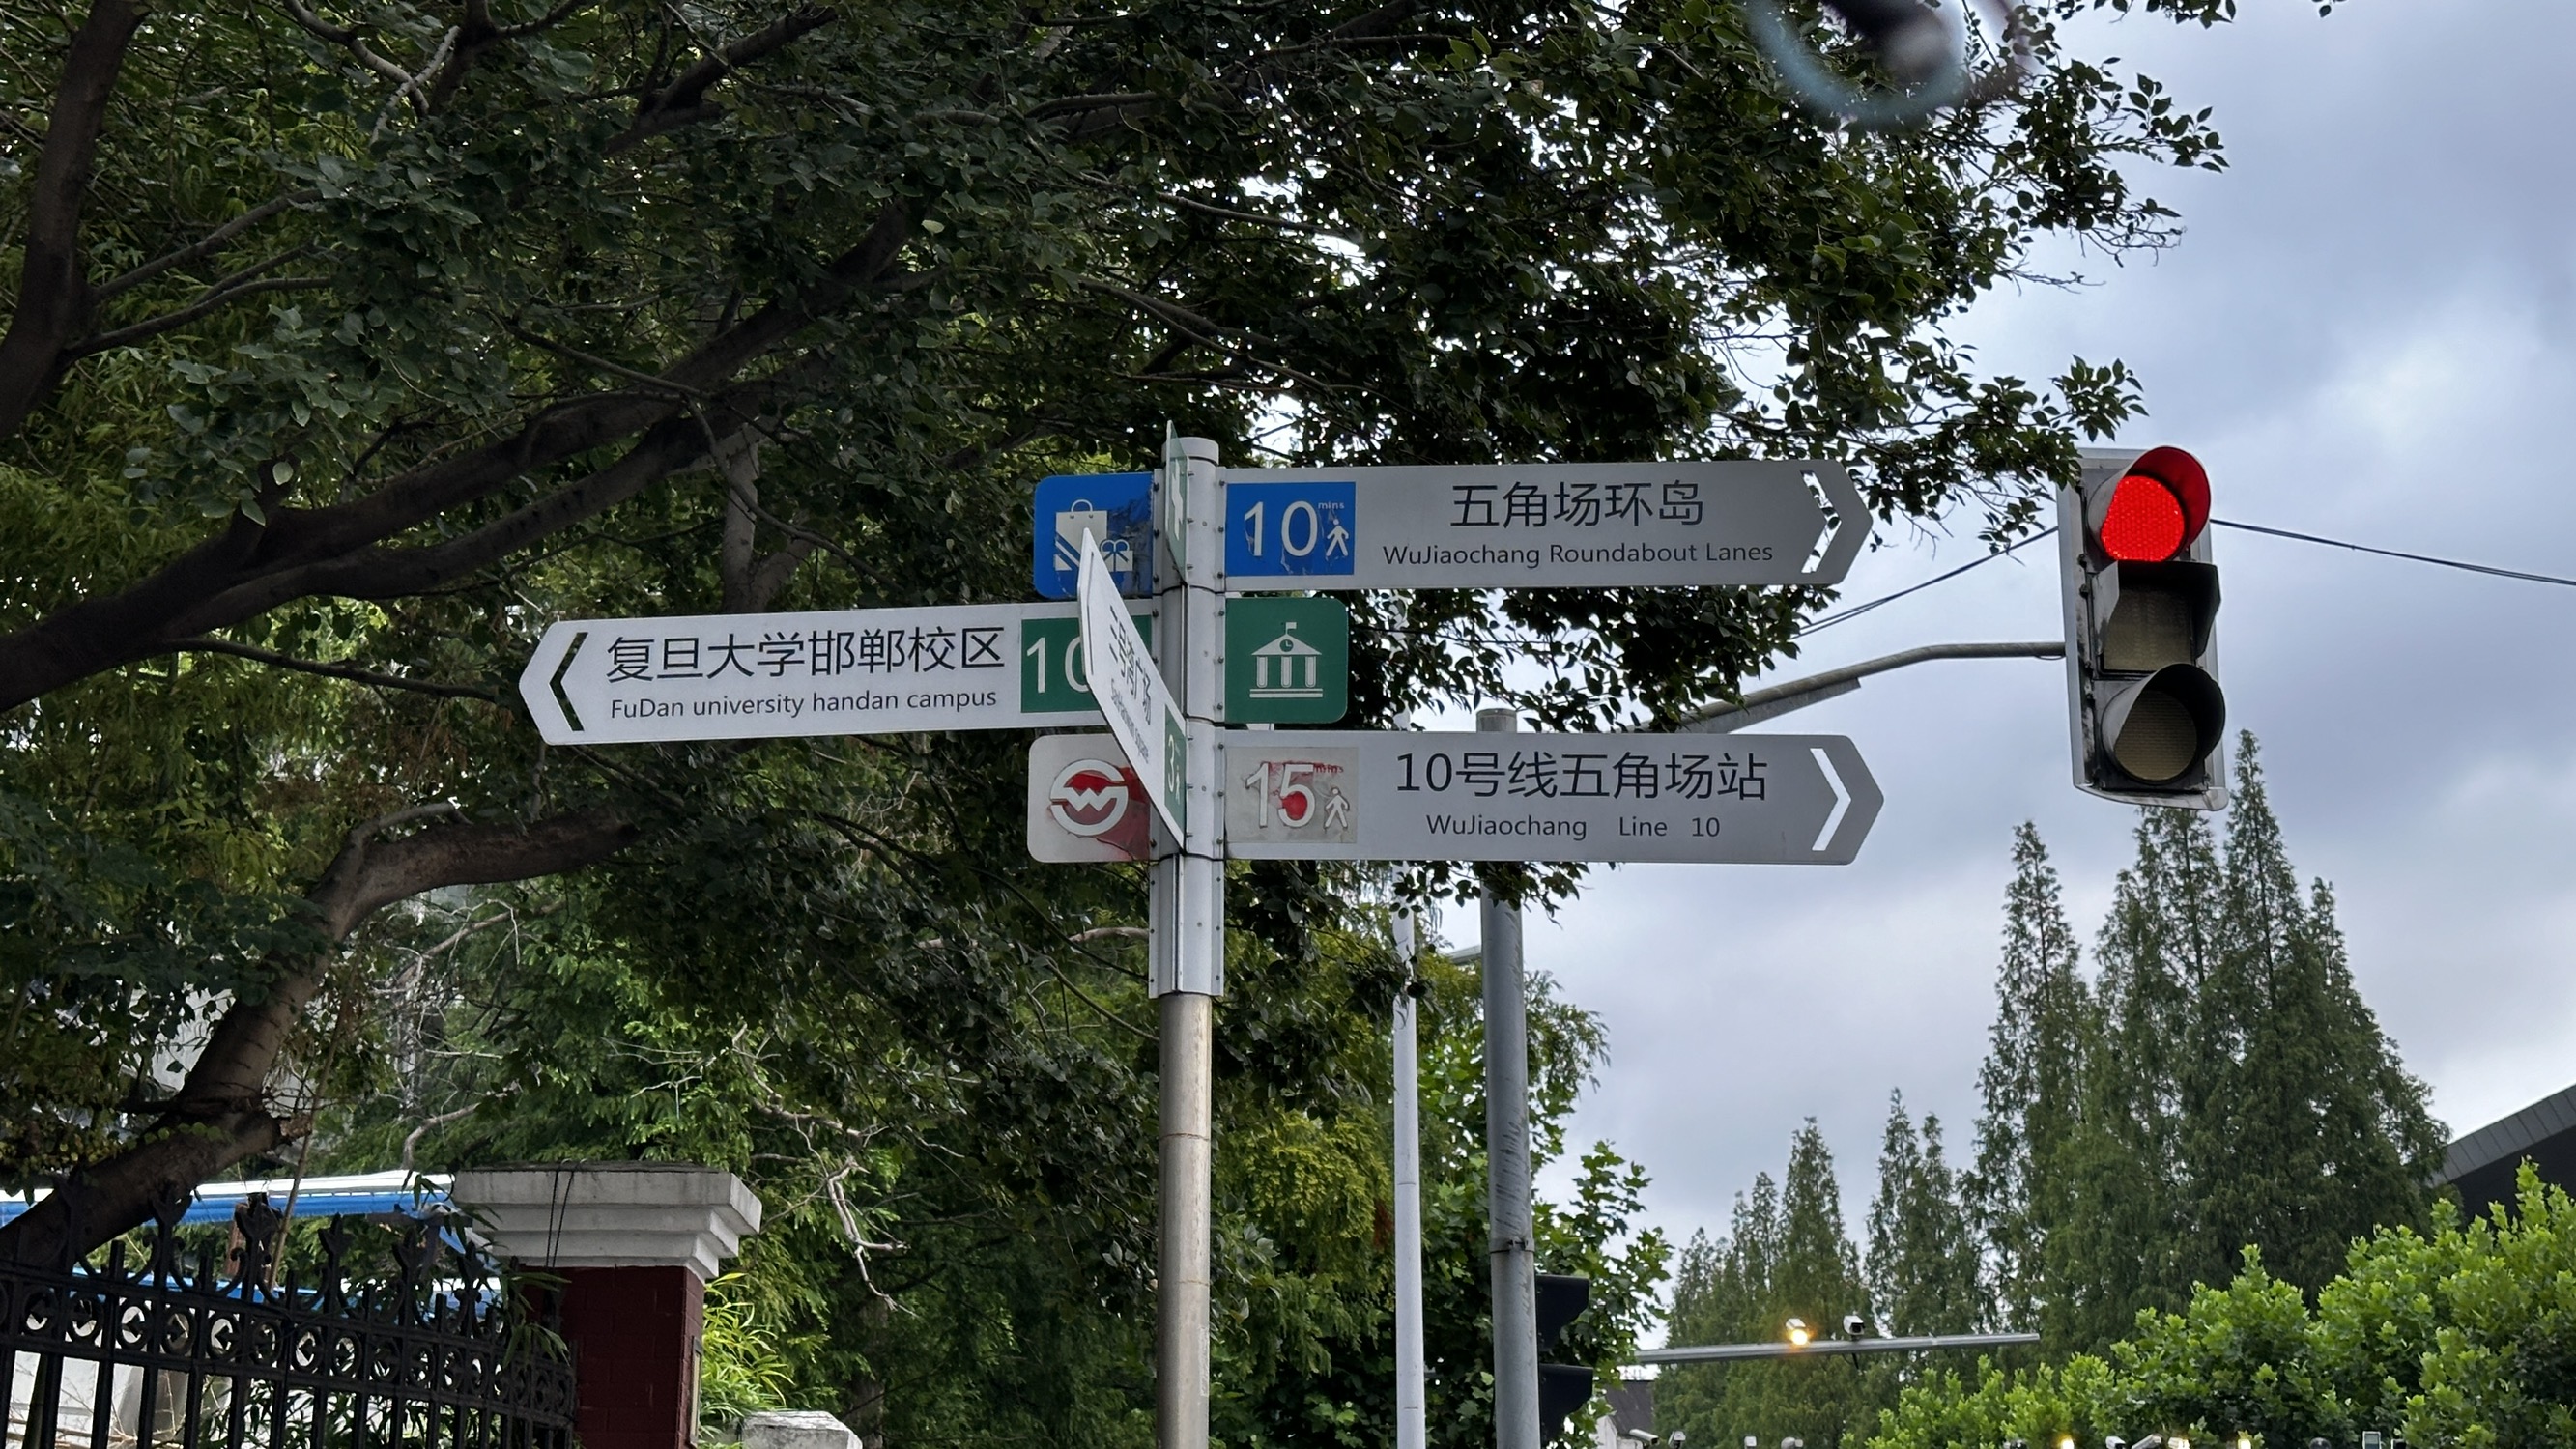 10 mins
五角场环岛
WuJiaochang Roundabout Lanes
复旦大学邯郸校区 10
FuDan university handan campus
3
15 mins
10号线五角场站
WuJiaochang Line 10